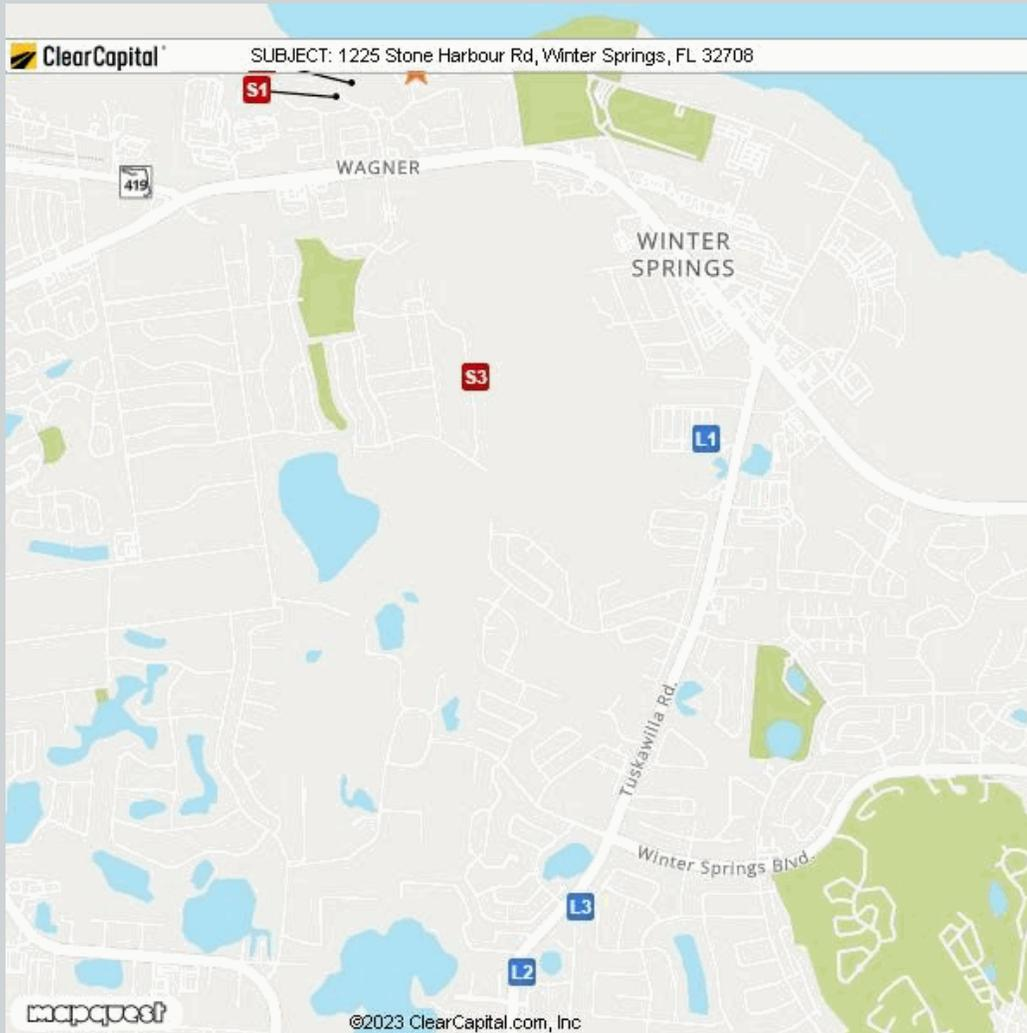 ClearCapital
SUBJECT: 1225 Stone Harbour Rd, Winter Springs, FL 32708
S1
WAGNER
419
WINTER
SPRINGS
S3
L1
Tuskawilla Rd.
Winter Springs Blvd.
L3
L2
mapquest
©2023 ClearCapital.com, Inc